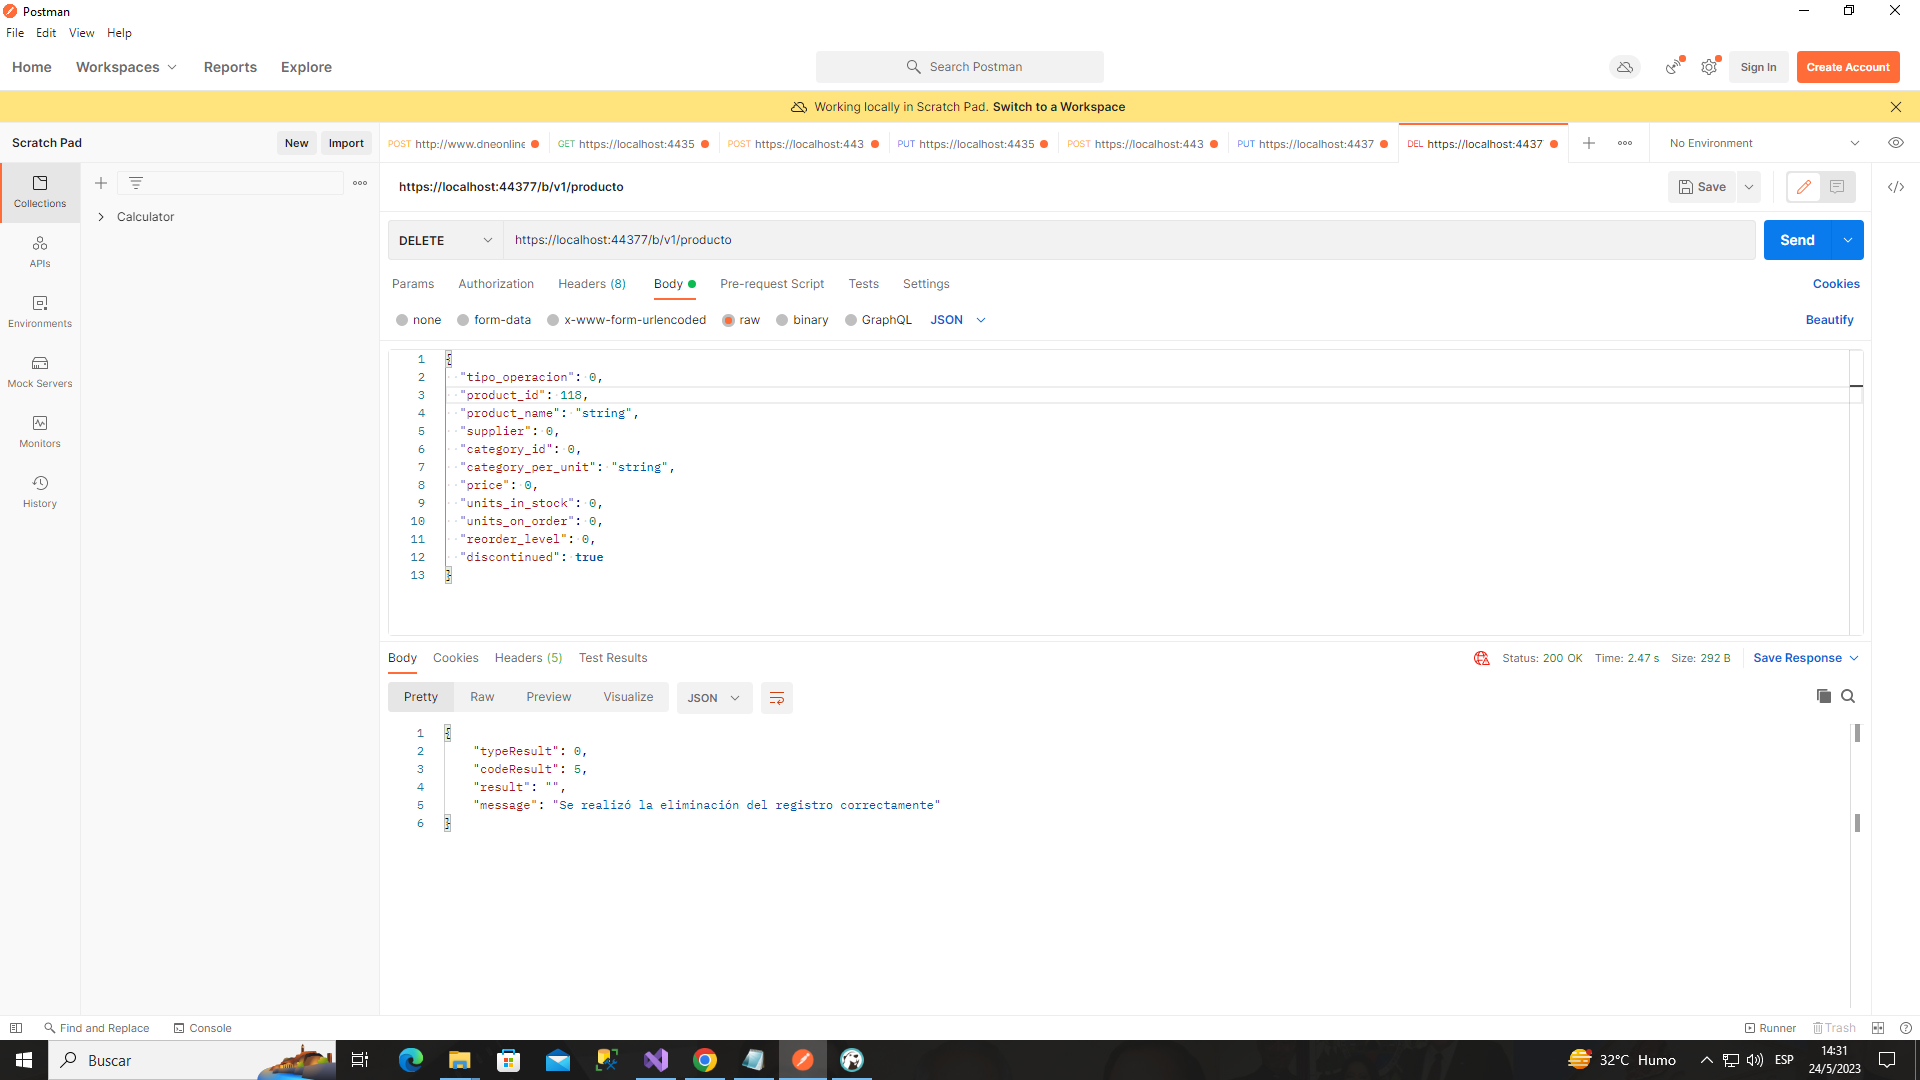 Postman
File Edit View Help
Home Workspaces Reports Explore
Search Postman
Sign In
Create Account
Working locally in Scratch Pad. Switch to a Workspace
Scratch Pad
New
Import
POST http://www.dneonline
GET https://localhost:4435
POST https://localhost:443
PUT https://localhost:4435
POST https://localhost:443
PUT https://localhost:4437
DEL https://localhost:4437
No Environment
Collections
APIs
Environments
Mock Servers
Monitors
History
Calculator
https://localhost:44377/b/v1/producto
Save
DELETE
https://localhost:44377/b/v1/producto
Send
Params Authorization Headers (8) Body Pre-request Script Tests Settings
Cookies
none form-data x-www-form-urlencoded raw binary GraphQL JSON
Beautify
1 {
2 "tipo_operacion": 0,
3 "product_id": 118,
4 "product_name": "string",
5 "supplier": 0,
6 "category_id": 0,
7 "category_per_unit": "string",
8 "price": 0,
9 "units_in_stock": 0,
10 "units_on_order": 0,
11 "reorder_level": 0,
12 "discontinued": true
13 }
Body Cookies Headers (5) Test Results
Status: 200 OK Time: 2.47 s Size: 292 B
Save Response
Pretty Raw Preview Visualize JSON
1 {
2 "typeResult": 0,
3 "codeResult": 5,
4 "result": "",
5 "message": "Se realizó la eliminación del registro correctamente"
6 }
Find and Replace Console
Runner Trash
Buscar
32°C Humo
ESP
14:31
24/5/2023